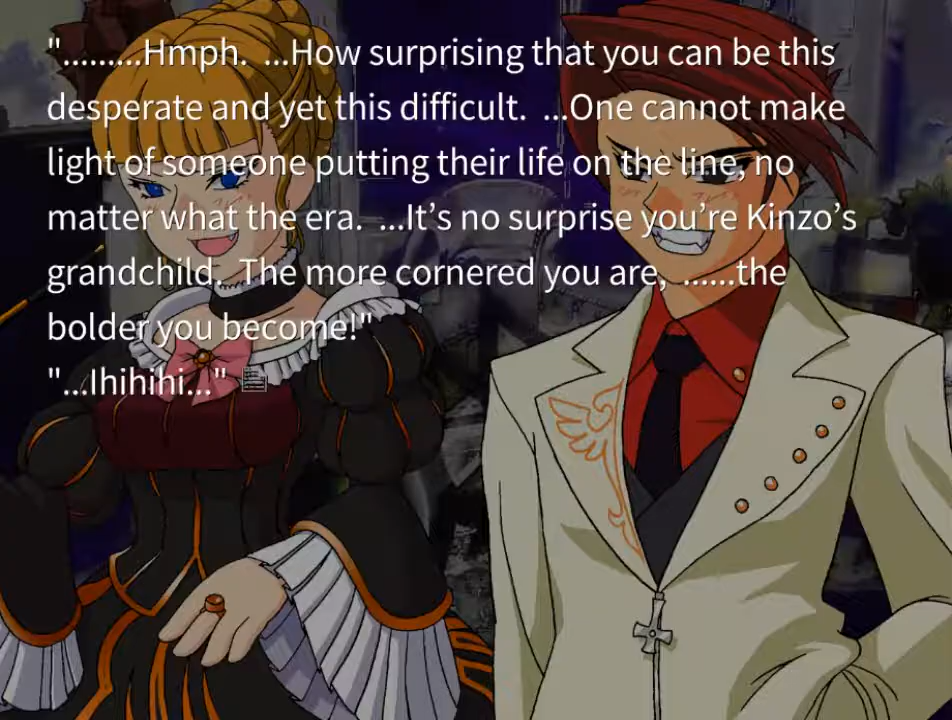 ".........Hmph.  ...How surprising that you can be this
desperate and yet this difficult.  ...One cannot make
light of someone putting their life on the line, no
matter what the era.  ...It’s no surprise you’re Kinzo’s
grandchild.  The more cornered you are, ......the
bolder you become!"
"...Ihihihi..."